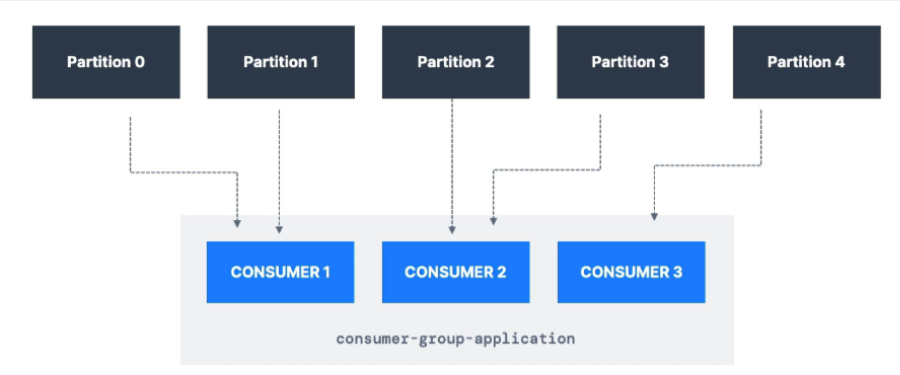 Partition 0
Partition 1
Partition 2
Partition 3
Partition 4
CONSUMER 1
CONSUMER 2
CONSUMER 3
consumer-group-application